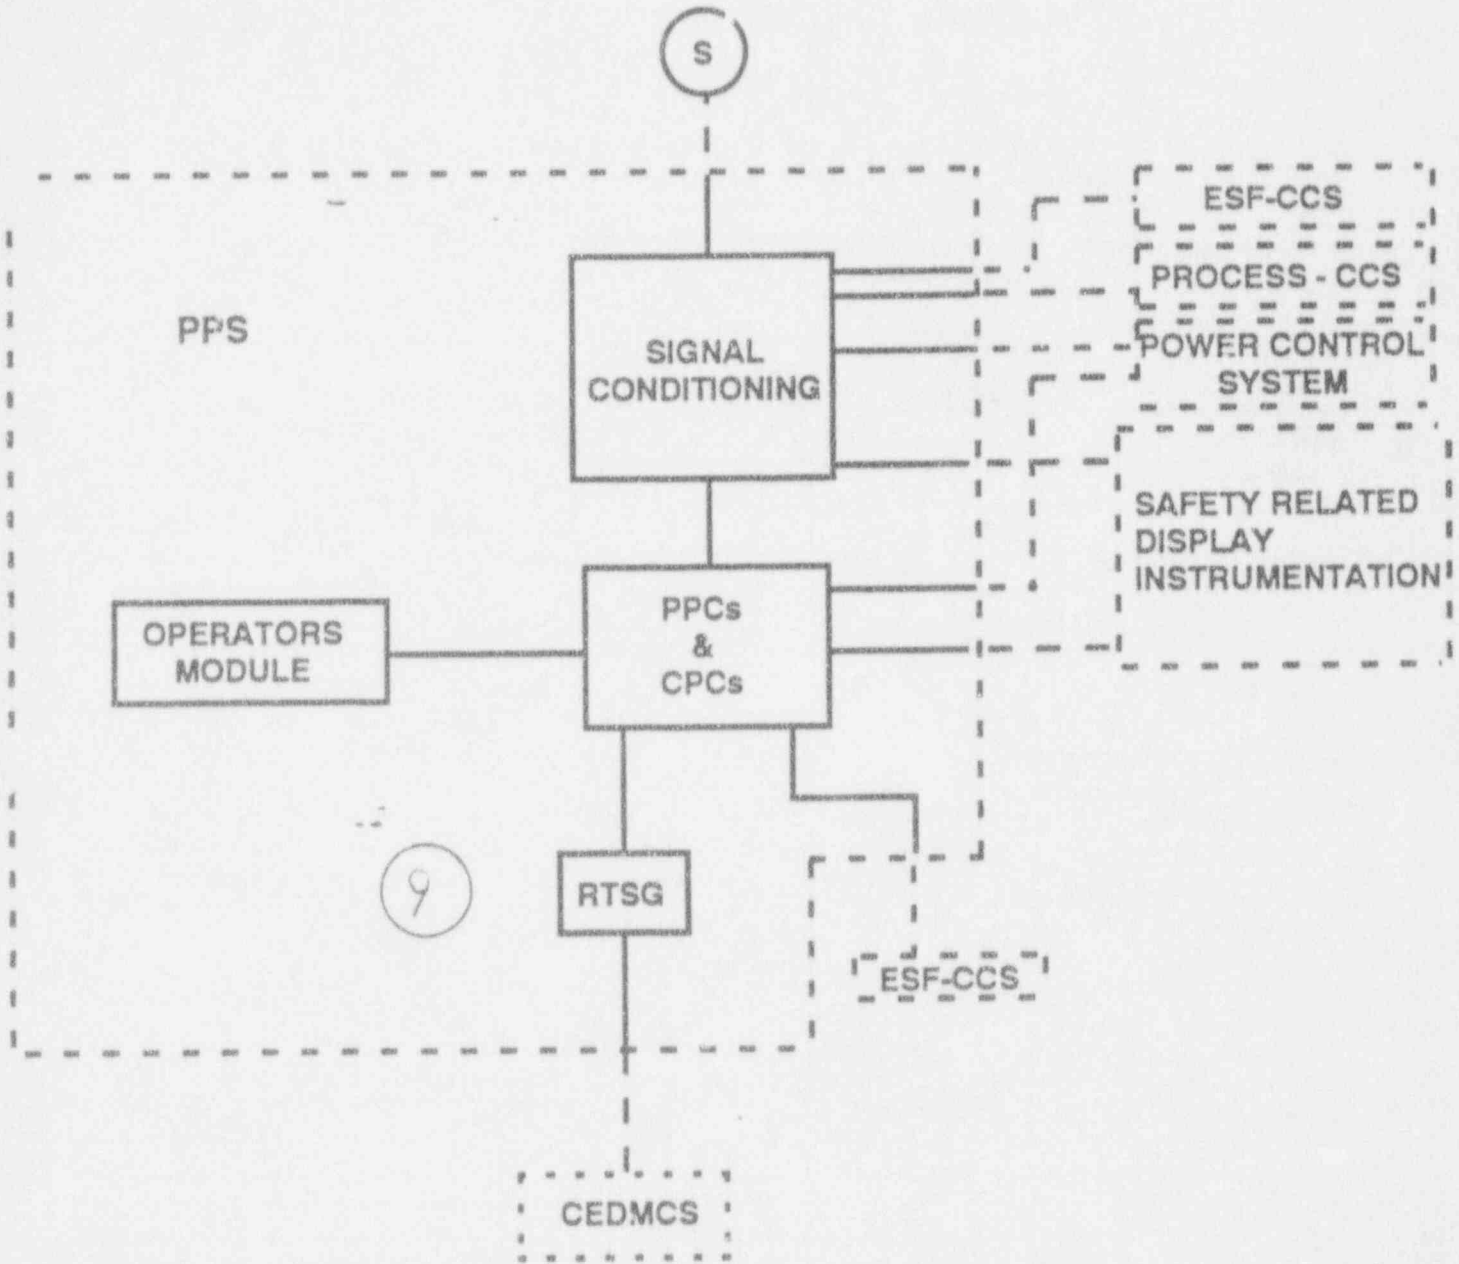 S
ESF-CCS
PROCESS - CCS
PPS
SIGNAL
CONDITIONING
POWER CONTROL
SYSTEM
SAFETY RELATED
DISPLAY
INSTRUMENTATION
OPERATORS
MODULE
PPCs
&
CPCs
9
RTSG
ESF-CCS
CEDMCS